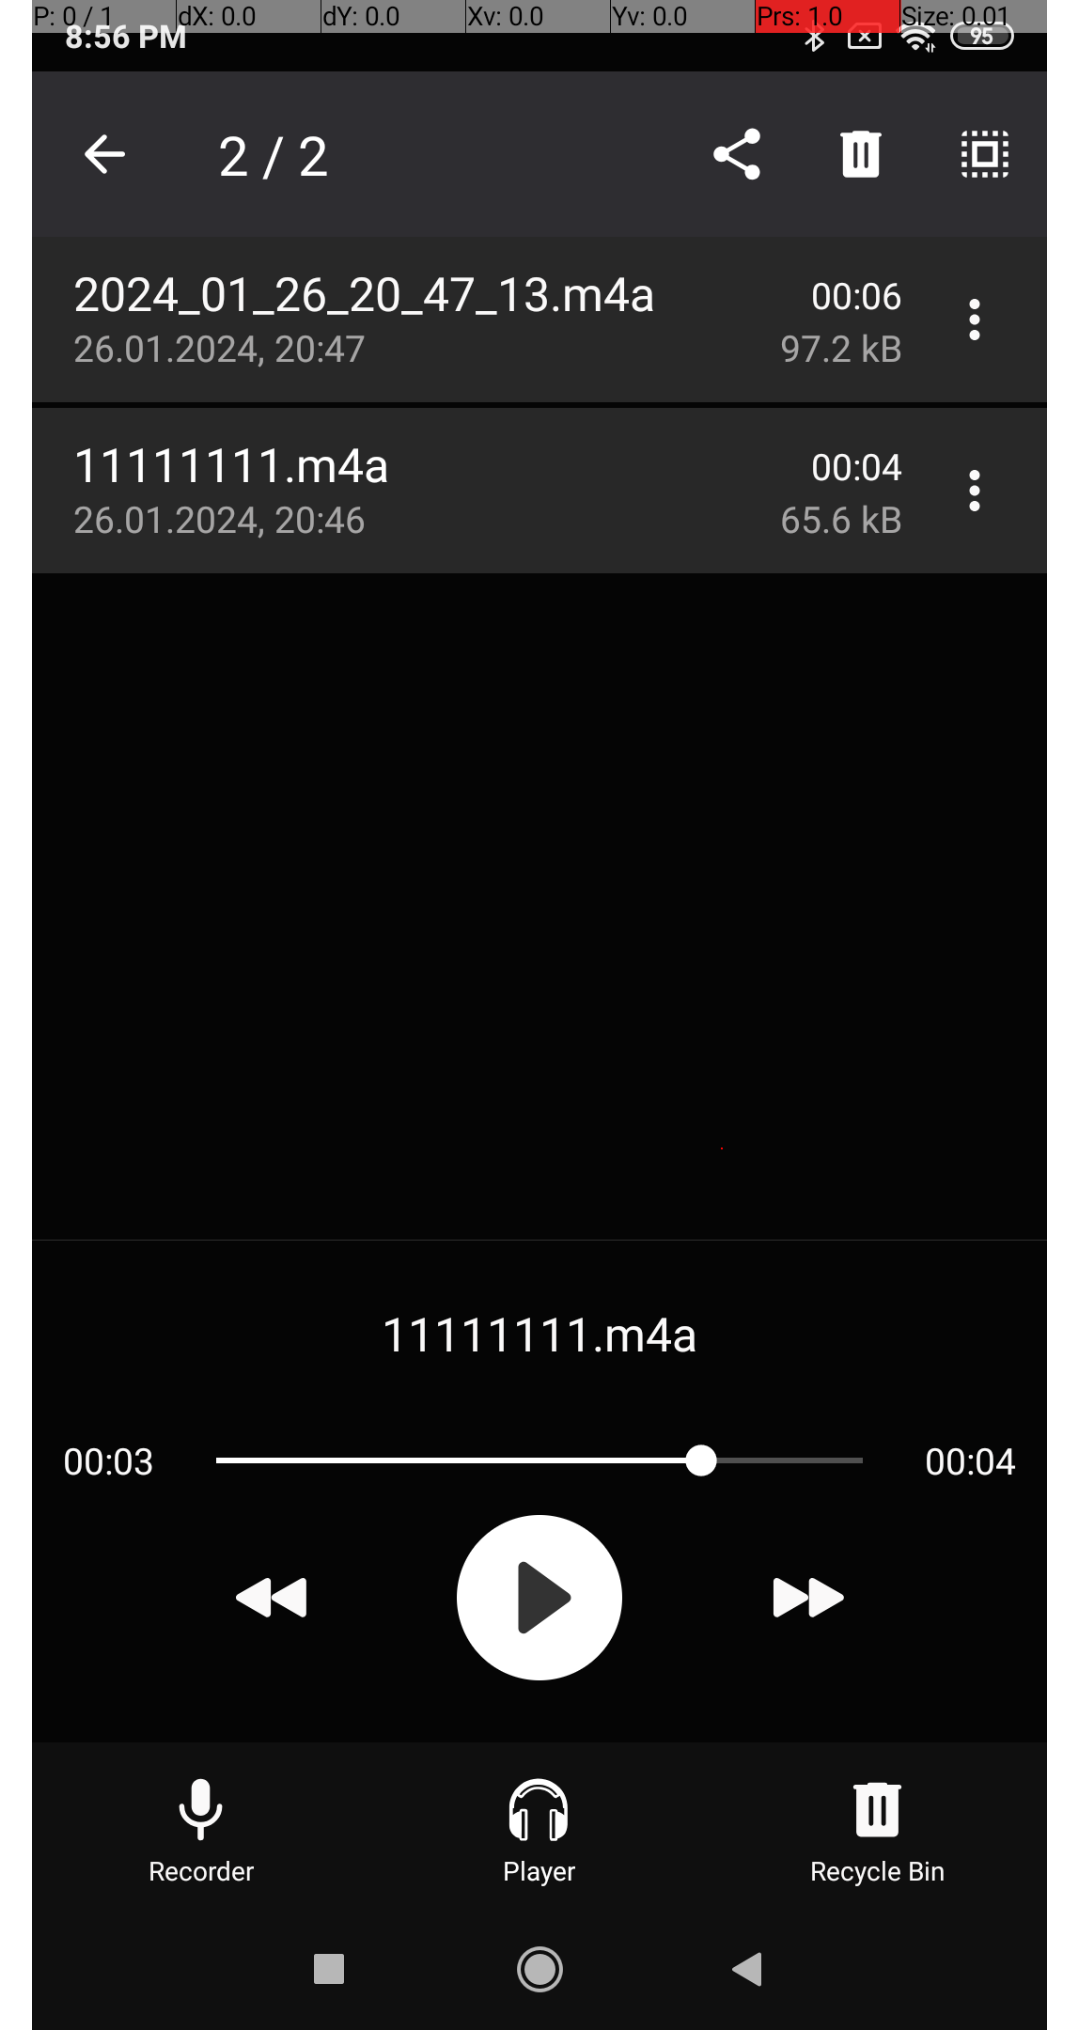 P: 0 / 1 dX: 0.0 dY: 0.0 Xv: 0.0 Yv: 0.0 Prs: 1.0 Size: 0.01
8:56 PM 95
2 / 2
2024_01_26_20_47_13.m4a 00:06
26.01.2024, 20:47 97.2 kB
11111111.m4a 00:04
26.01.2024, 20:46 65.6 kB
11111111.m4a
00:03 00:04
Recorder Player Recycle Bin